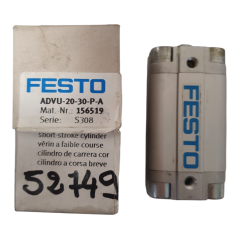 FESTO
ADVU-20-30-P-A
Mat. Nr.: 156519
Serie: S308
short-stroke cylinder
vérin a faible course
cilindro de carrera cor
cilindro a corsa breve
52749
FESTO